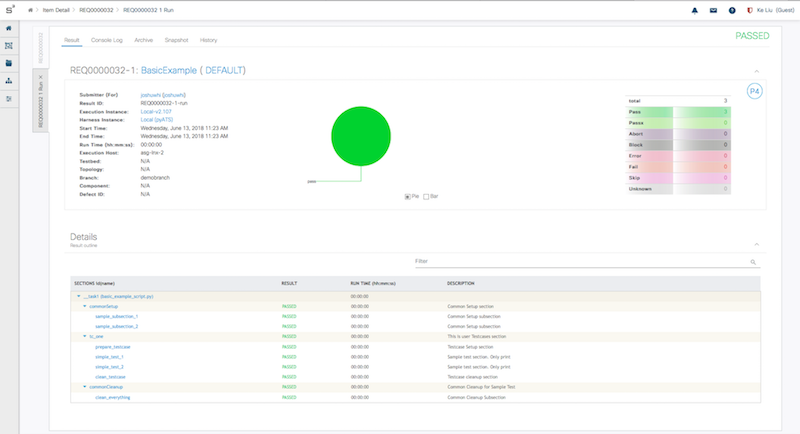 S
Item Detail / REQ0000032 / REQ0000032 1 Run
Ke Liu (Guest)
REQ0000032
REQ0000032 1 Run ×
Result Console Log Archive Snapshot History
PASSED
REQ0000032-1: BasicExample ( DEFAULT)
P4
Submitter (For) joshuwhi (joshuwhi)
Result ID: REQ0000032-1-run
Execution Instance: Local-v2.107
Harness Instance: Local (pyATS)
Start Time: Wednesday, June 13, 2018 11:23 AM
End Time: Wednesday, June 13, 2018 11:23 AM
Run Time (hh:mm:ss): 00:00:00
Execution Host: asg-lnx-2
Testbed: N/A
Topology: N/A
Branch: demobranch
Component: N/A
Defect ID: N/A
pass
Pie Bar
total 3
Pass 3
Passx 0
Abort 0
Block 0
Error 0
Fail 0
Skip 0
Unknown 0
Details
Result outline
Filter
SECTIONS Id(name) RESULT RUN TIME (hh:mm:ss) DESCRIPTION
__task1 (basic_example_script.py) 00:00:00
commonSetup PASSED 00:00:00 Common Setup section
sample_subsection_1 PASSED 00:00:00 Common Setup subsection
sample_subsection_2 PASSED 00:00:00 Common Setup subsection
tc_one PASSED 00:00:00 This is user Testcases section
prepare_testcase PASSED 00:00:00 Testcase Setup section
simple_test_1 PASSED 00:00:00 Sample test section. Only print
simple_test_2 PASSED 00:00:00 Sample test section. Only print
clean_testcase PASSED 00:00:00 Testcase cleanup section
commonCleanup PASSED 00:00:00 Common Cleanup for Sample Test
clean_everything PASSED 00:00:00 Common Cleanup Subsection